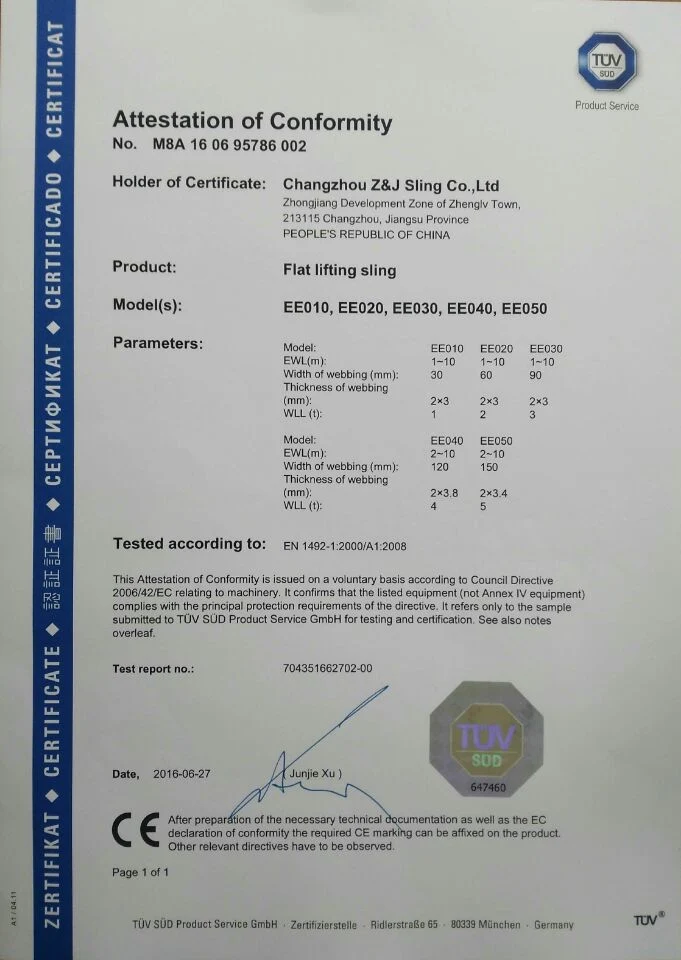 ZERTIFIKAT ◆ CERTIFICATE ◆ 認証証書 ◆ СЕРТИФИКАТ ◆ CERTIFICADO ◆ CERTIFICAT
TÜV
SÜD
Product Service
Attestation of Conformity
No. M8A 16 06 95786 002
Holder of Certificate: Changzhou Z&J Sling Co.,Ltd
Zhongjiang Development Zone of Zhenglv Town,
213115 Changzhou, Jiangsu Province
PEOPLE'S REPUBLIC OF CHINA
Product: Flat lifting sling
Model(s): EE010, EE020, EE030, EE040, EE050
Parameters:
Model: EE010 EE020 EE030
EWL(m): 1~10 1~10 1~10
Width of webbing (mm): 30 60 90
Thickness of webbing
(mm): 2×3 2×3 2×3
WLL (t): 1 2 3
Model: EE040 EE050
EWL(m): 2~10 2~10
Width of webbing (mm): 120 150
Thickness of webbing
(mm): 2×3.8 2×3.4
WLL (t): 4 5
Tested according to: EN 1492-1:2000/A1:2008
This Attestation of Conformity is issued on a voluntary basis according to Council Directive
2006/42/EC relating to machinery. It confirms that the listed equipment (not Annex IV equipment)
complies with the principal protection requirements of the directive. It refers only to the sample
submitted to TÜV SÜD Product Service GmbH for testing and certification. See also notes
overleaf.
Test report no.: 704351662702-00
TÜV
SÜD
647460
Date, 2016-06-27 ( Junjie Xu )
CE
After preparation of the necessary technical documentation as well as the EC
declaration of conformity the required CE marking can be affixed on the product.
Other relevant directives have to be observed.
Page 1 of 1
A1 / 04.11
TÜV SÜD Product Service GmbH · Zertifizierstelle · Ridlerstraße 65 · 80339 München · Germany
TÜV®